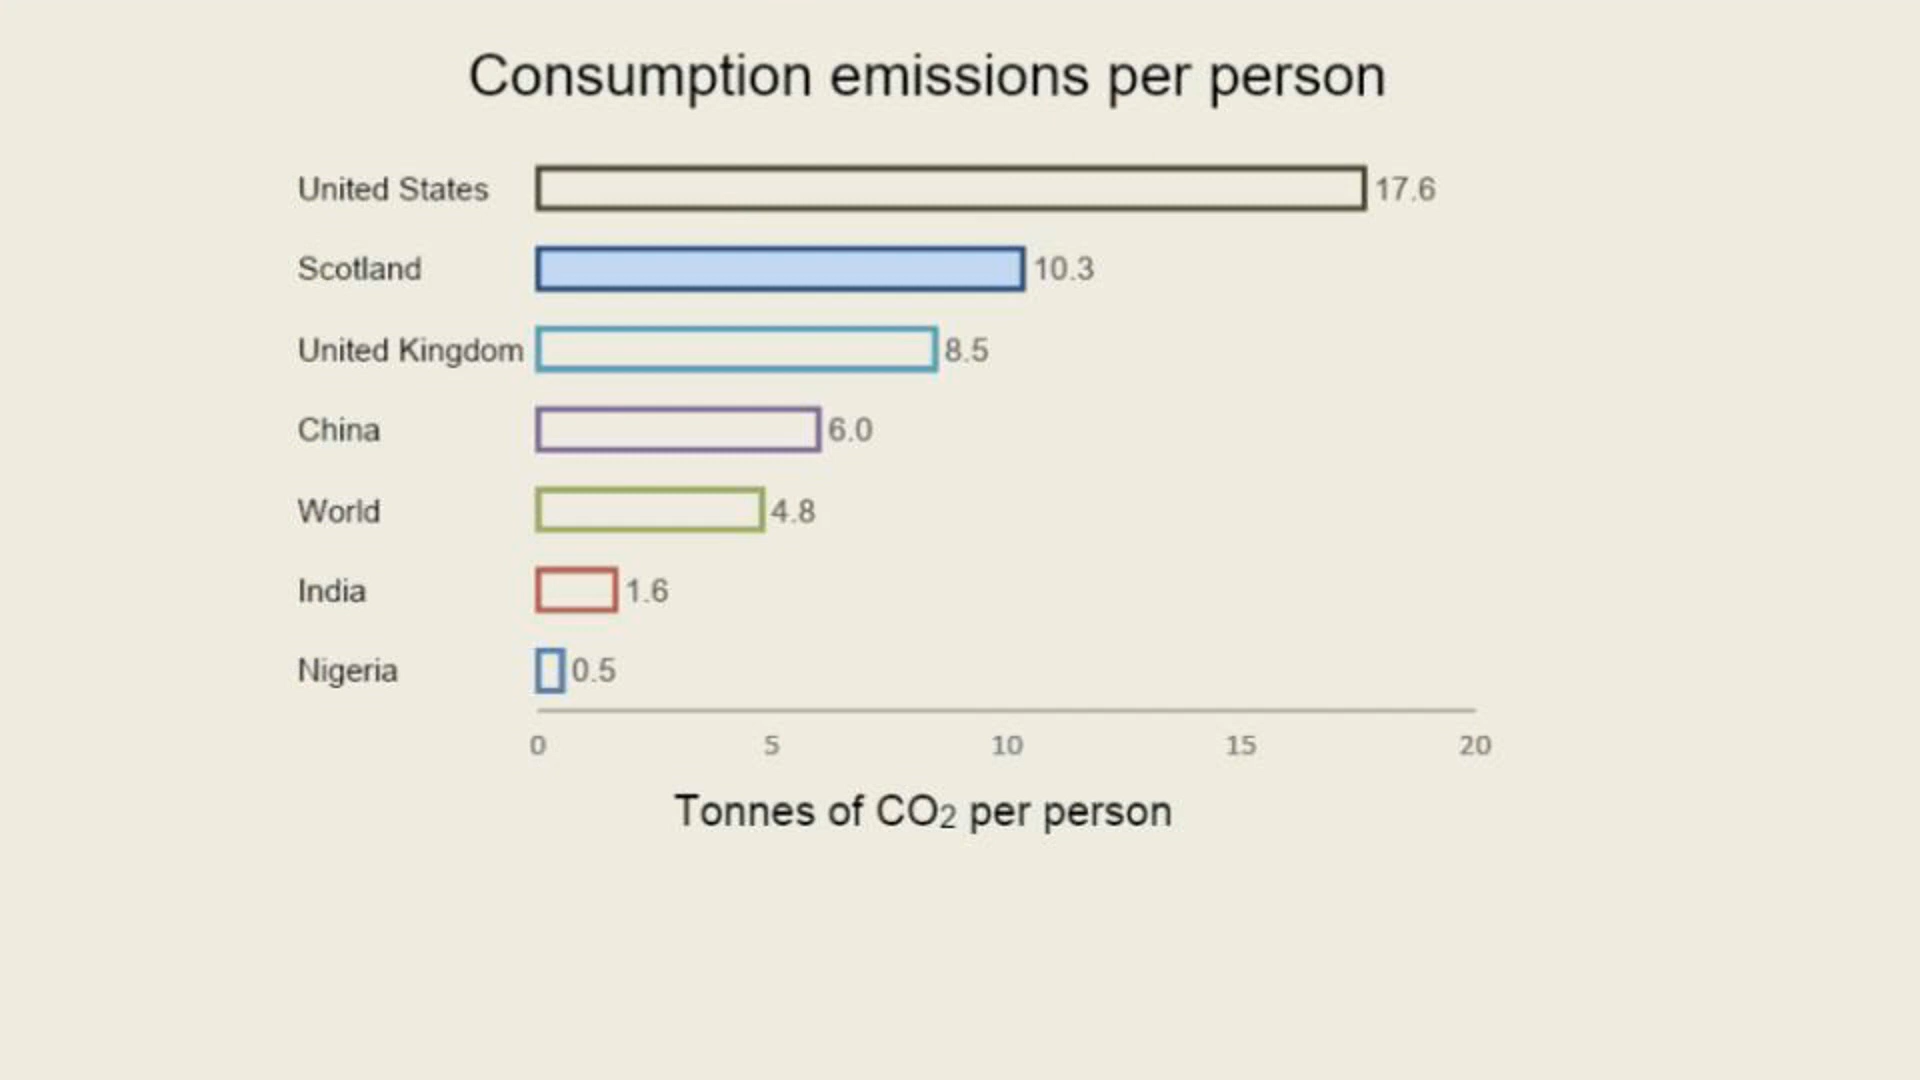 Consumption emissions per person
United States 17.6
Scotland 10.3
United Kingdom 8.5
China 6.0
World 4.8
India 1.6
Nigeria 0.5
0 5 10 15 20
Tonnes of CO₂ per person